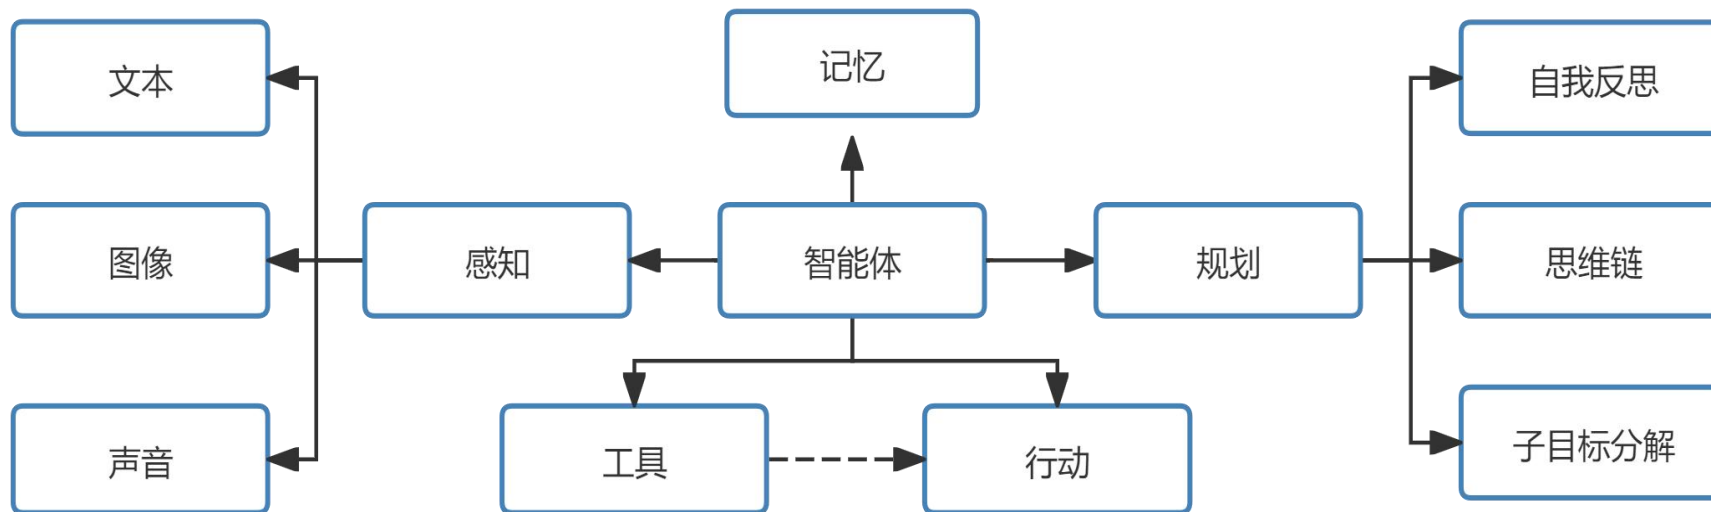 记忆
文本
自我反思
图像
感知
智能体
规划
思维链
声音
工具
行动
子目标分解